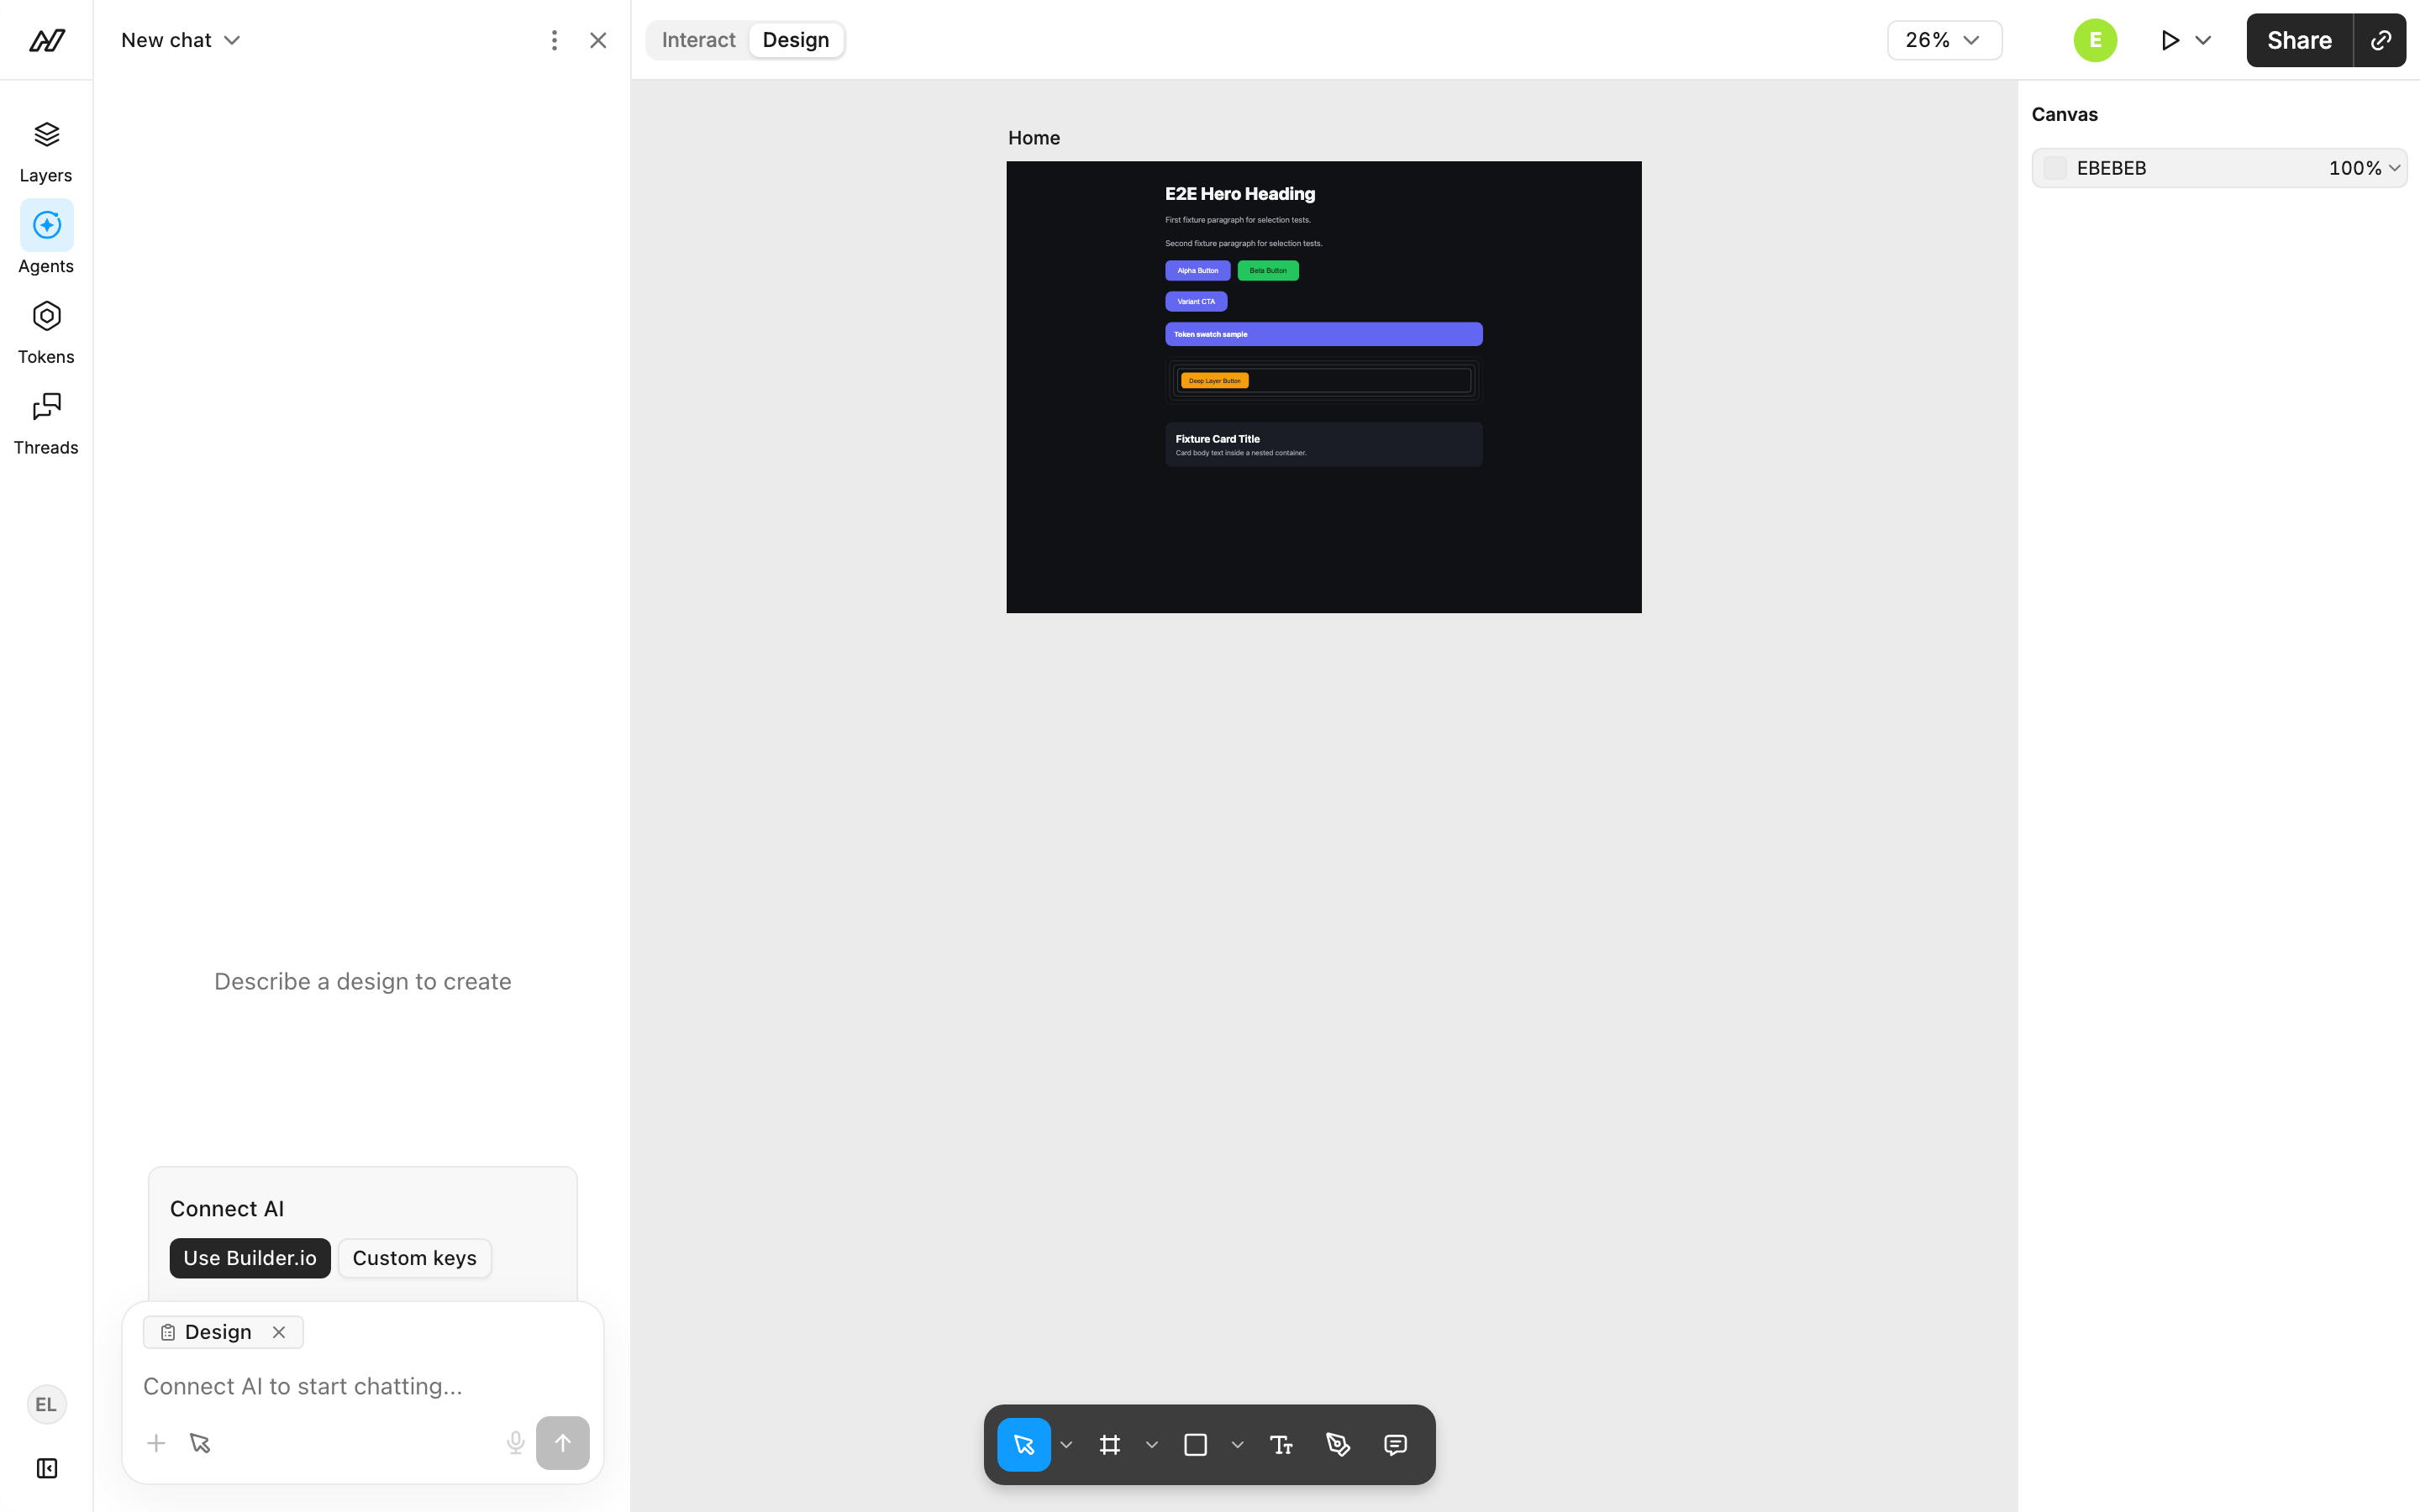 New chat
Interact
Design
26%
E
Share
Layers
Agents
Tokens
Threads
Home
E2E Hero Heading
First fixture paragraph for selection tests.
Second fixture paragraph for selection tests.
Alpha Button
Beta Button
Variant CTA
Token swatch sample
Deep Layer Button
Fixture Card Title
Card body text inside a nested container.
Canvas
EBEBEB
100%
Describe a design to create
Connect AI
Use Builder.io
Custom keys
Design
Connect AI to start chatting...
EL